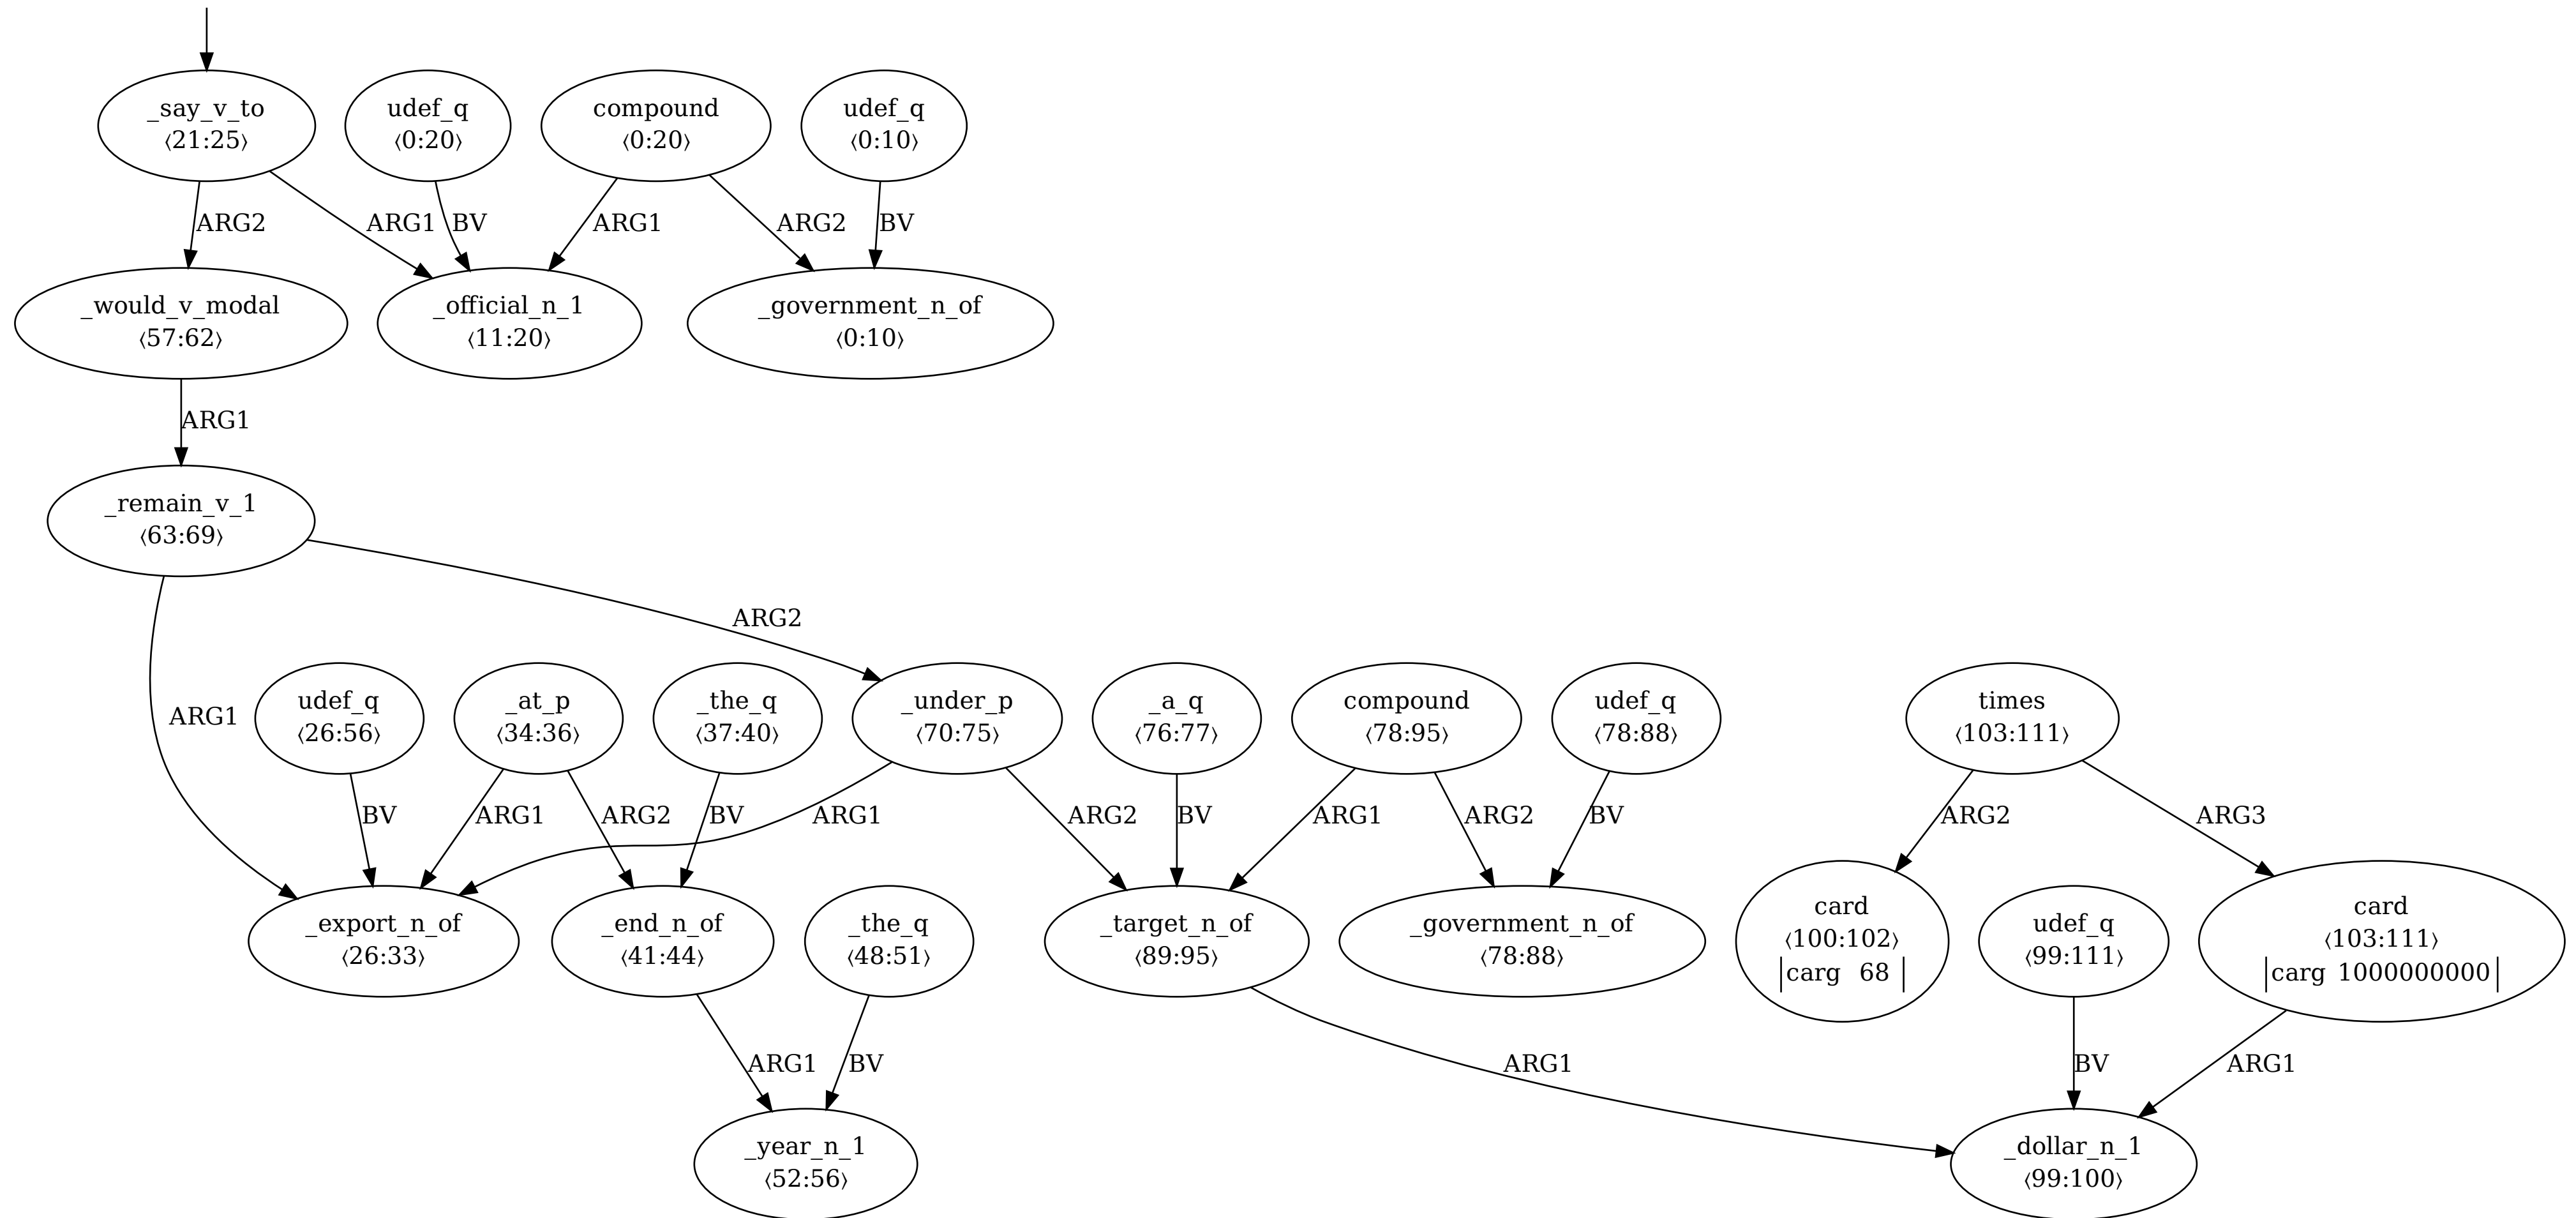 _say_v_to
⟨21:25⟩
udef_q
⟨0:20⟩
compound
⟨0:20⟩
udef_q
⟨0:10⟩
ARG2
ARG1
BV
ARG1
ARG2
BV
_would_v_modal
⟨57:62⟩
_official_n_1
⟨11:20⟩
_government_n_of
⟨0:10⟩
ARG1
_remain_v_1
⟨63:69⟩
ARG2
ARG1
udef_q
⟨26:56⟩
_at_p
⟨34:36⟩
_the_q
⟨37:40⟩
_under_p
⟨70:75⟩
_a_q
⟨76:77⟩
compound
⟨78:95⟩
udef_q
⟨78:88⟩
times
⟨103:111⟩
BV
ARG1
ARG2
BV
ARG1
ARG2
BV
ARG1
ARG2
BV
ARG2
ARG3
_export_n_of
⟨26:33⟩
_end_n_of
⟨41:44⟩
_the_q
⟨48:51⟩
_target_n_of
⟨89:95⟩
_government_n_of
⟨78:88⟩
card
⟨100:102⟩
carg 68
udef_q
⟨99:111⟩
card
⟨103:111⟩
carg 1000000000
ARG1
BV
ARG1
BV
ARG1
_year_n_1
⟨52:56⟩
_dollar_n_1
⟨99:100⟩